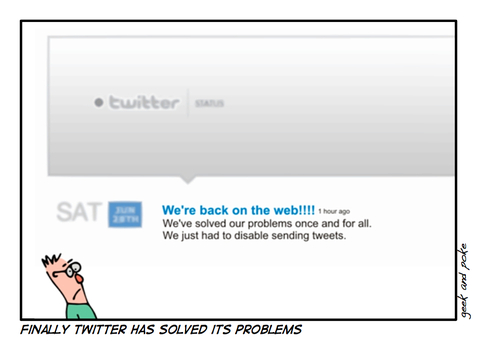 twitter STATUS
SAT JUN 28TH
We're back on the web!!!! 1 hour ago
We've solved our problems once and for all.
We just had to disable sending tweets.
geek and poke
FINALLY TWITTER HAS SOLVED ITS PROBLEMS